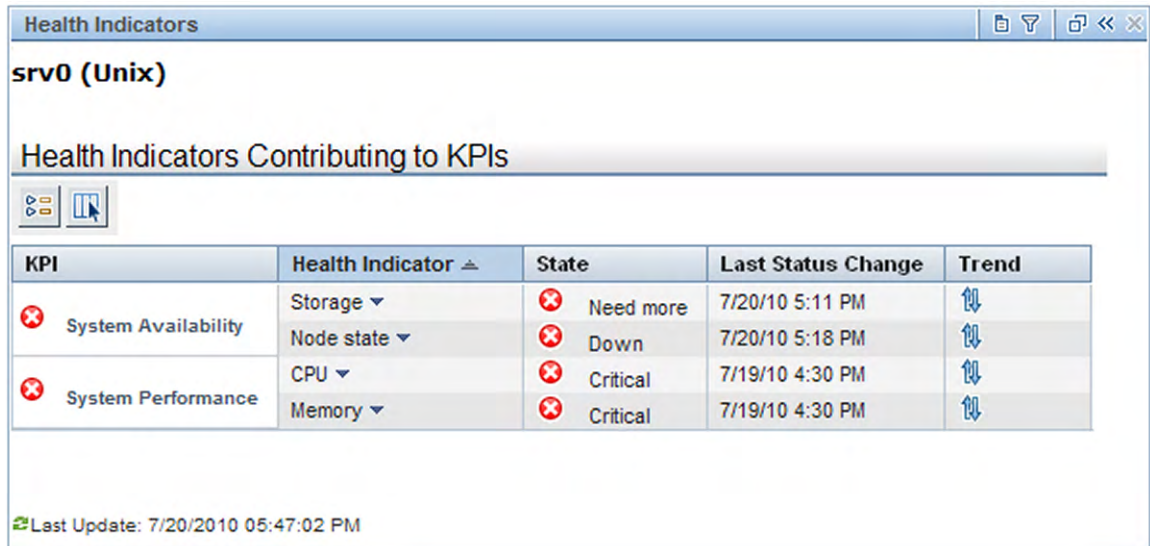 Health Indicators
srv0 (Unix)
Health Indicators Contributing to KPIs
KPI Health Indicator State Last Status Change Trend
System Availability Storage Need more 7/20/10 5:11 PM
Node state Down 7/20/10 5:18 PM
System Performance CPU Critical 7/19/10 4:30 PM
Memory Critical 7/19/10 4:30 PM
Last Update: 7/20/2010 05:47:02 PM